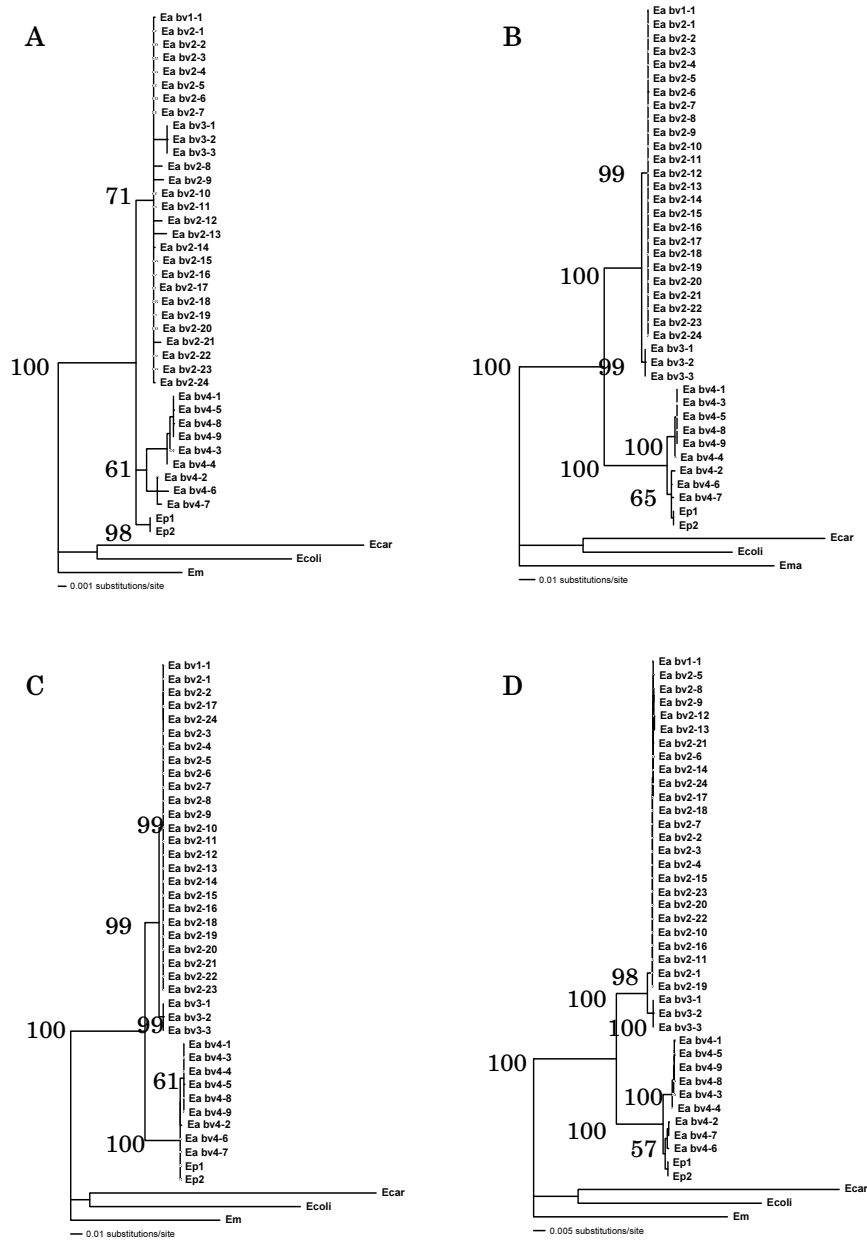 A
Ea bv1-1
Ea bv2-1
Ea bv2-2
Ea bv2-3
Ea bv2-4
Ea bv2-5
Ea bv2-6
Ea bv2-7
Ea bv3-1
Ea bv3-2
Ea bv3-3
Ea bv2-8
Ea bv2-9
Ea bv2-10
Ea bv2-11
Ea bv2-12
Ea bv2-13
Ea bv2-14
Ea bv2-15
Ea bv2-16
Ea bv2-17
Ea bv2-18
Ea bv2-19
Ea bv2-20
Ea bv2-21
Ea bv2-22
Ea bv2-23
Ea bv2-24
Ea bv4-1
Ea bv4-5
Ea bv4-8
Ea bv4-9
Ea bv4-3
Ea bv4-4
Ea bv4-2
Ea bv4-6
Ea bv4-7
Ep1
Ep2
Ecar
Ecoli
Em
71
100
61
98
0.001 substitutions/site
B
Ea bv1-1
Ea bv2-1
Ea bv2-2
Ea bv2-3
Ea bv2-4
Ea bv2-5
Ea bv2-6
Ea bv2-7
Ea bv2-8
Ea bv2-9
Ea bv2-10
Ea bv2-11
Ea bv2-12
Ea bv2-13
Ea bv2-14
Ea bv2-15
Ea bv2-16
Ea bv2-17
Ea bv2-18
Ea bv2-19
Ea bv2-20
Ea bv2-21
Ea bv2-22
Ea bv2-23
Ea bv2-24
Ea bv3-1
Ea bv3-2
Ea bv3-3
Ea bv4-1
Ea bv4-3
Ea bv4-5
Ea bv4-8
Ea bv4-9
Ea bv4-4
Ea bv4-2
Ea bv4-6
Ea bv4-7
Ep1
Ep2
Ecar
Ecoli
Ema
99
100
100
99
100
100
65
0.01 substitutions/site
C
Ea bv1-1
Ea bv2-1
Ea bv2-2
Ea bv2-17
Ea bv2-24
Ea bv2-3
Ea bv2-4
Ea bv2-5
Ea bv2-6
Ea bv2-7
Ea bv2-8
Ea bv2-9
Ea bv2-10
Ea bv2-11
Ea bv2-12
Ea bv2-13
Ea bv2-14
Ea bv2-15
Ea bv2-16
Ea bv2-18
Ea bv2-19
Ea bv2-20
Ea bv2-21
Ea bv2-22
Ea bv2-23
Ea bv3-1
Ea bv3-2
Ea bv3-3
Ea bv4-1
Ea bv4-3
Ea bv4-4
Ea bv4-5
Ea bv4-8
Ea bv4-9
Ea bv4-2
Ea bv4-6
Ea bv4-7
Ep1
Ep2
Ecar
Ecoli
Em
99
99
100
99
61
100
0.01 substitutions/site
D
Ea bv1-1
Ea bv2-5
Ea bv2-8
Ea bv2-9
Ea bv2-12
Ea bv2-13
Ea bv2-21
Ea bv2-6
Ea bv2-14
Ea bv2-24
Ea bv2-17
Ea bv2-18
Ea bv2-7
Ea bv2-2
Ea bv2-3
Ea bv2-4
Ea bv2-15
Ea bv2-23
Ea bv2-20
Ea bv2-22
Ea bv2-10
Ea bv2-16
Ea bv2-11
Ea bv2-1
Ea bv2-19
Ea bv3-1
Ea bv3-2
Ea bv3-3
Ea bv4-1
Ea bv4-5
Ea bv4-9
Ea bv4-8
Ea bv4-3
Ea bv4-4
Ea bv4-2
Ea bv4-7
Ea bv4-6
Ep1
Ep2
Ecar
Ecoli
Em
98
100
100
100
100
100
57
0.005 substitutions/site